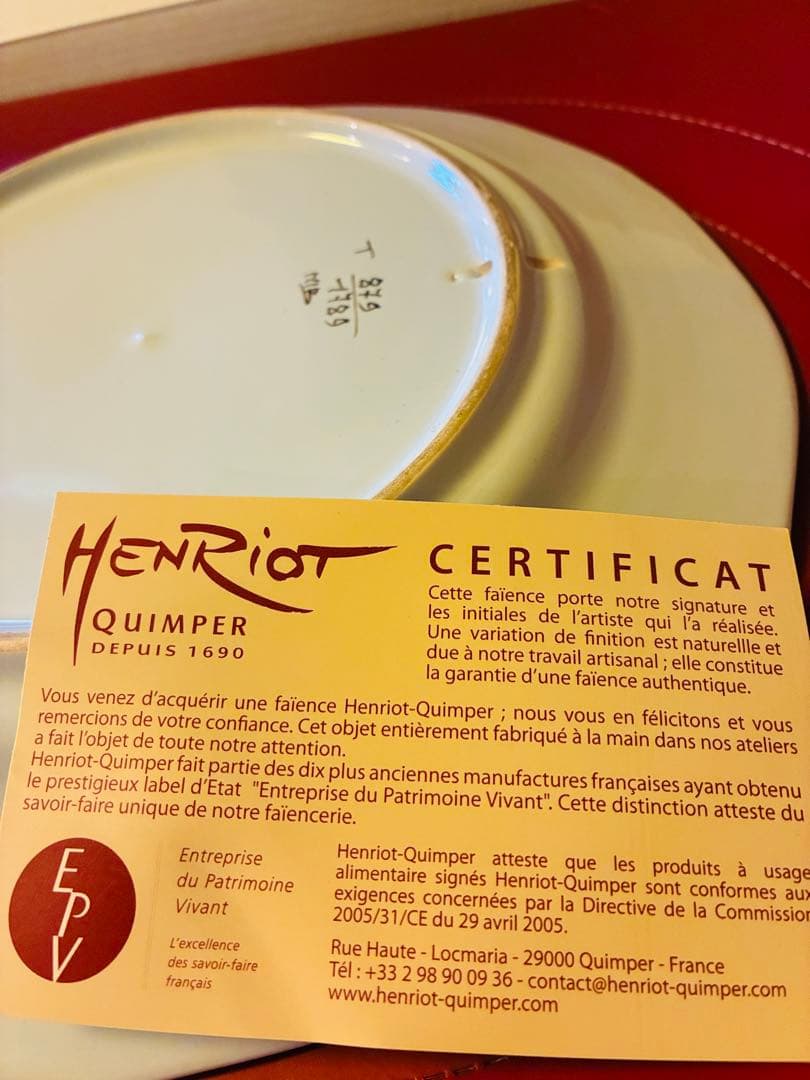 T
879
1789
HENRIOT
QUIMPER
DEPUIS 1690
CERTIFICAT
Cette faïence porte notre signature et
les initiales de l'artiste qui l'a réalisée.
Une variation de finition est naturellle et
due à notre travail artisanal ; elle constitue
la garantie d'une faïence authentique.
Vous venez d'acquérir une faïence Henriot-Quimper ; nous vous en félicitons et vous
remercions de votre confiance. Cet objet entièrement fabriqué à la main dans nos ateliers
a fait l'objet de toute notre attention.
Henriot-Quimper fait partie des dix plus anciennes manufactures françaises ayant obtenu
le prestigieux label d'Etat "Entreprise du Patrimoine Vivant". Cette distinction atteste du
savoir-faire unique de notre faïencerie.
EPV
Entreprise
du Patrimoine
Vivant
L'excellence
des savoir-faire
français
Henriot-Quimper atteste que les produits à usage
alimentaire signés Henriot-Quimper sont conformes aux
exigences concernées par la Directive de la Commission
2005/31/CE du 29 avril 2005.
Rue Haute - Locmaria - 29000 Quimper - France
Tél : +33 2 98 90 09 36 - contact@henriot-quimper.com
www.henriot-quimper.com